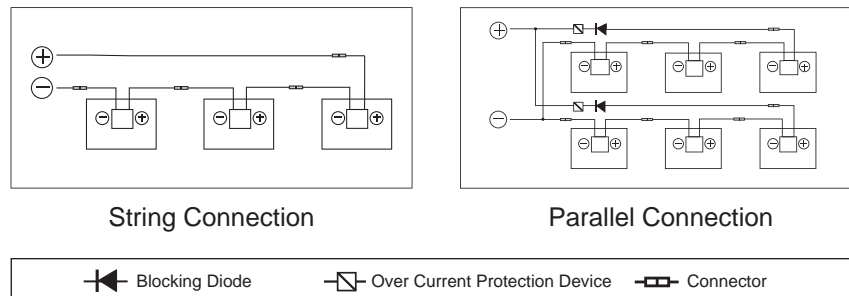 String Connection
Parallel Connection
Blocking Diode
Over Current Protection Device
Connector